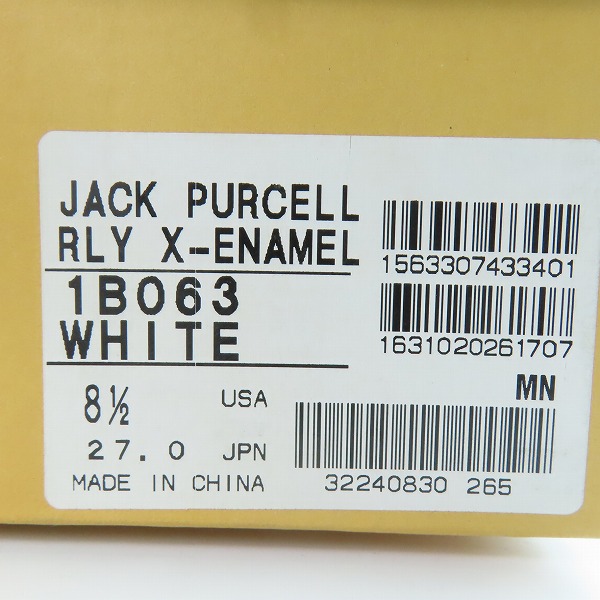 JACK PURCELL
RLY X-ENAMEL
1563307433401
1B063
WHITE
1631020261707
MN
8½ USA
27.0 JPN
MADE IN CHINA
32240830 265